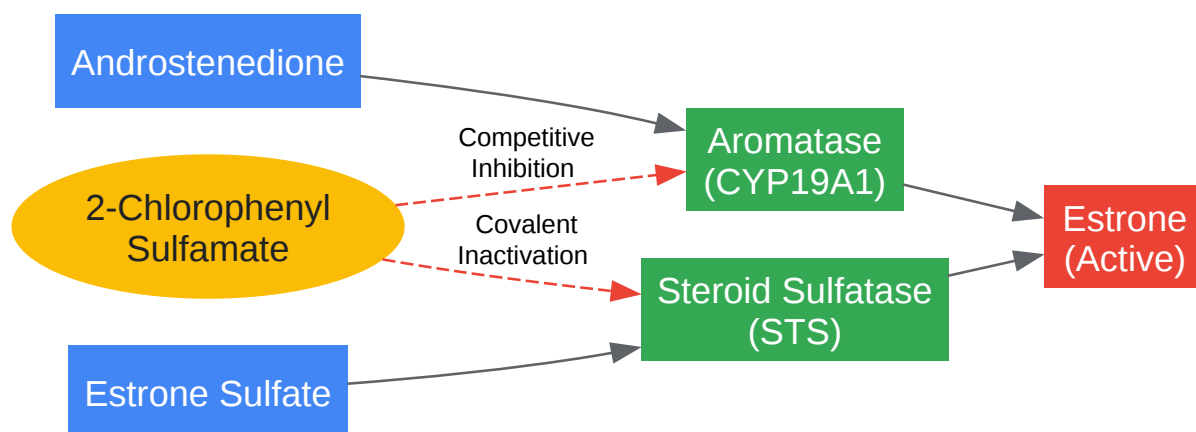 Androstenedione
Competitive
Inhibition
Aromatase
(CYP19A1)
2-Chlorophenyl
Sulfamate
Covalent
Inactivation
Estrone
(Active)
Steroid Sulfatase
(STS)
Estrone Sulfate